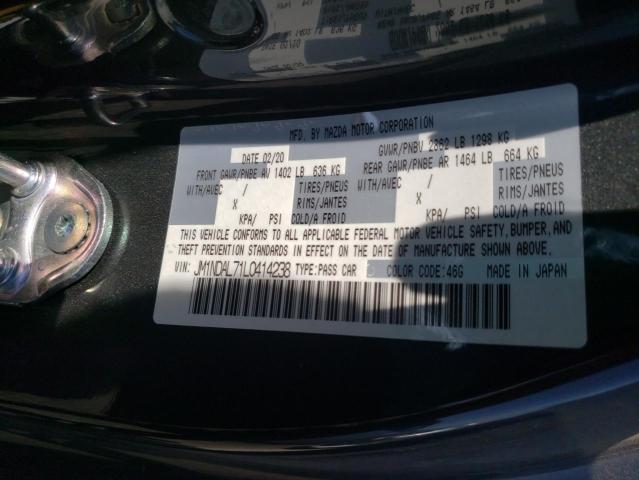 MFD. BY MAZDA MOTOR CORPORATION
DATE 02/20 GVWR/PNBV 2862 LB 1298 KG
FRONT GAWR/PNBE AV 1402 LB 636 KG REAR GAWR/PNBE AR 1464 LB 664 KG
WITH/AVEC / TIRES/PNEUS WITH/AVEC / TIRES/PNEUS
X RIMS/JANTES X RIMS/JANTES
KPA/ PSI COLD/A FROID KPA/ PSI COLD/A FROID
THIS VEHICLE CONFORMS TO ALL APPLICABLE FEDERAL MOTOR VEHICLE SAFETY, BUMPER, AND
THEFT PREVENTION STANDARDS IN EFFECT ON THE DATE OF MANUFACTURE SHOWN ABOVE.
VIN: JM1NDAL71L0414238 TYPE:PASS CAR COLOR CODE:46G MADE IN JAPAN